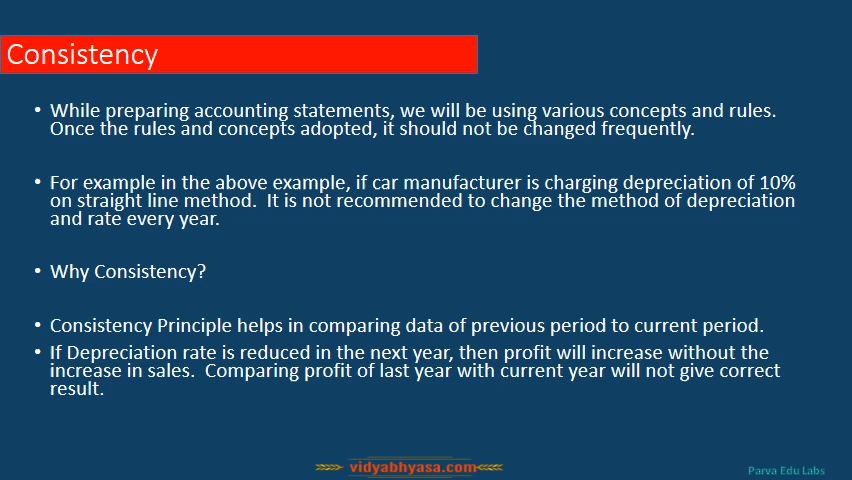 Consistency
• While preparing accounting statements, we will be using various concepts and rules.
Once the rules and concepts adopted, it should not be changed frequently.
• For example in the above example, if car manufacturer is charging depreciation of 10%
on straight line method.  It is not recommended to change the method of depreciation
and rate every year.
• Why Consistency?
• Consistency Principle helps in comparing data of previous period to current period.
• If Depreciation rate is reduced in the next year, then profit will increase without the
increase in sales.  Comparing profit of last year with current year will not give correct
result.
vidyabhyasa.com
Parva Edu Labs